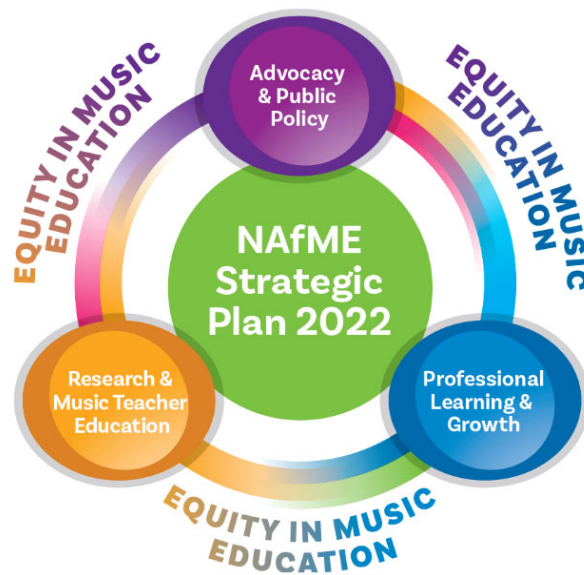 Advocacy
& Public
Policy
EQUITY IN MUSIC
EDUCATION
EQUITY IN MUSIC
EDUCATION
NAfME
Strategic
Plan 2022
Research &
Music Teacher
Education
Professional
Learning &
Growth
EQUITY IN MUSIC
EDUCATION